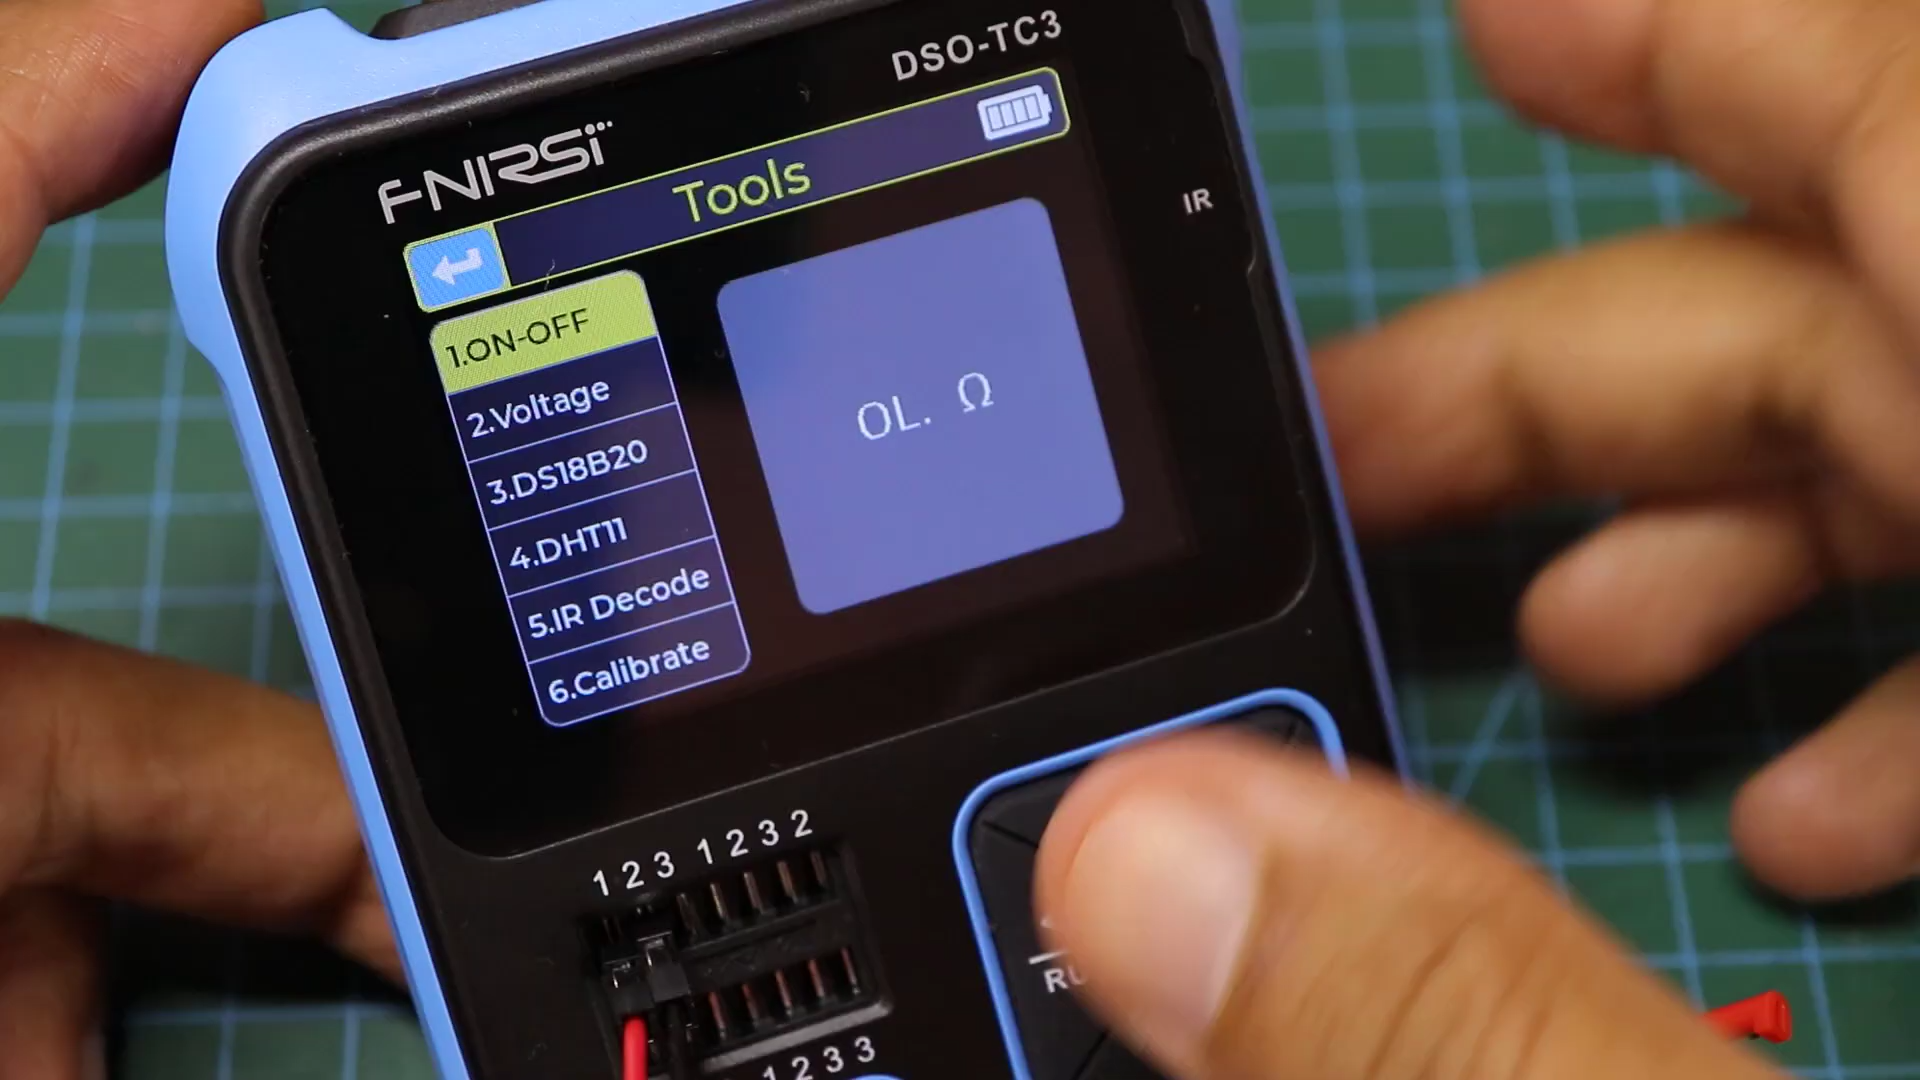 DSO-TC3
FNIRSI
Tools
IR
1.ON-OFF
2.Voltage
3.DS18B20
4.DHT11
5.IR Decode
6.Calibrate
OL. Ω
1 2 3 1 2 3 2
1 2 3 3